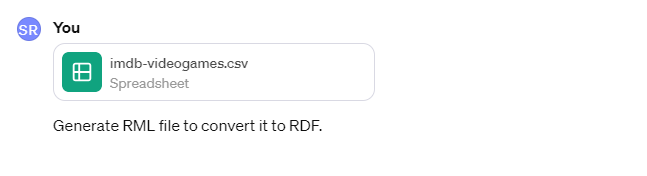 SR You
imdb-videogames.csv
Spreadsheet
Generate RML file to convert it to RDF.